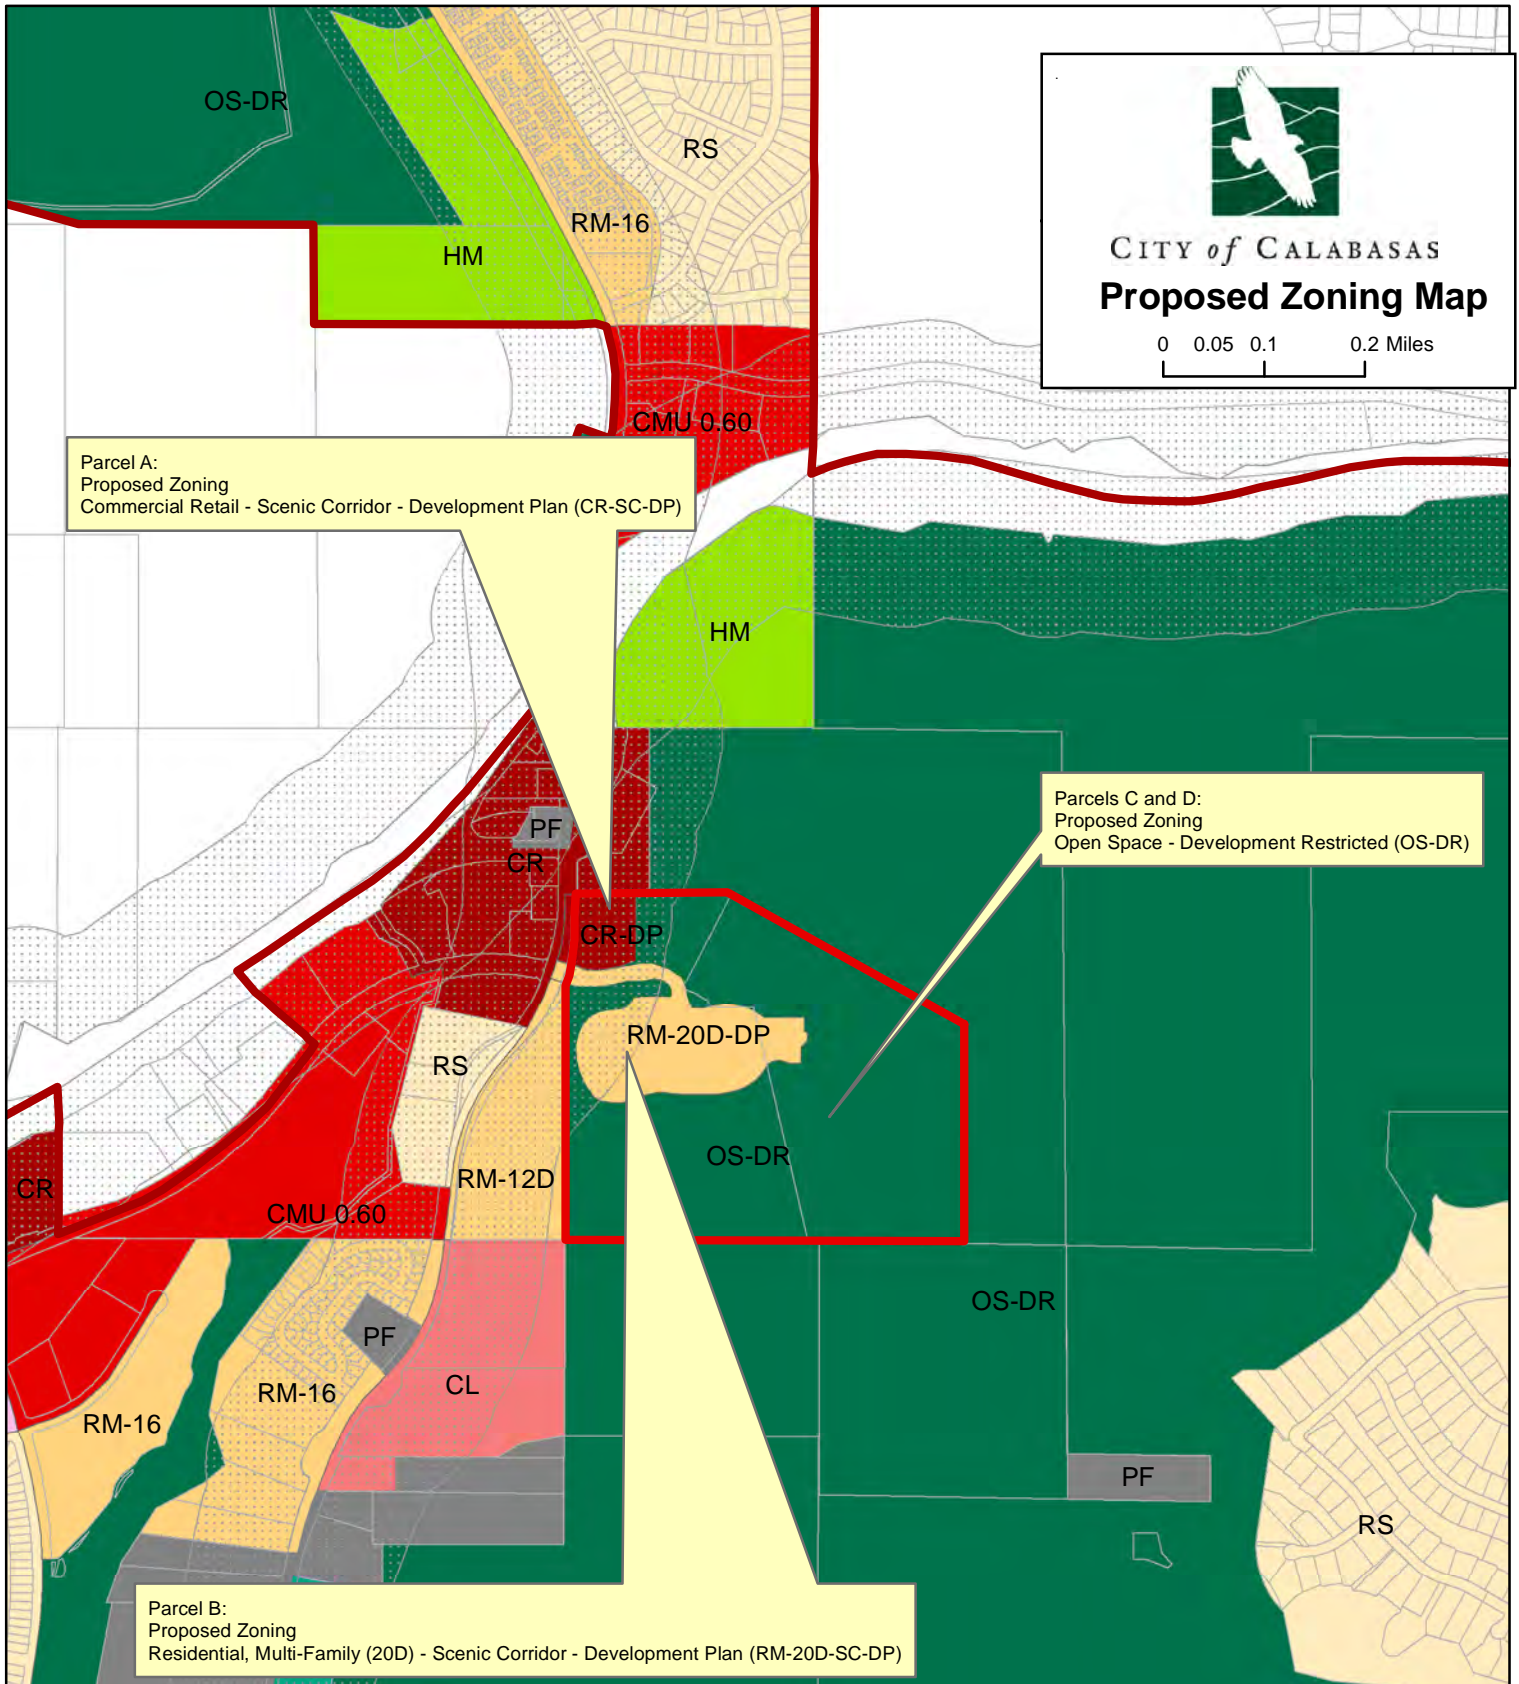 OS-DR
RS
RM-16
HM
CITY of CALABASAS
Proposed Zoning Map
0 0.05 0.1 0.2 Miles
CMU 0.60
Parcel A:
Proposed Zoning
Commercial Retail - Scenic Corridor - Development Plan (CR-SC-DP)
HM
Parcels C and D:
Proposed Zoning
Open Space - Development Restricted (OS-DR)
PF
CR
CR-DP
RM-20D-DP
RS
OS-DR
RM-12D
CR
CMU 0.60
OS-DR
PF
CL
RM-16
RM-16
PF
RS
Parcel B:
Proposed Zoning
Residential, Multi-Family (20D) - Scenic Corridor - Development Plan (RM-20D-SC-DP)